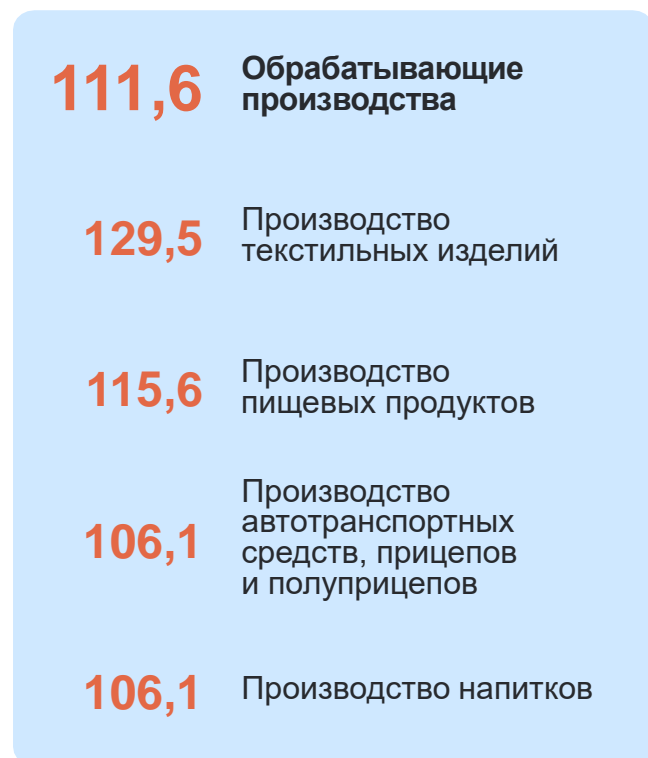 111,6
Обрабатывающие
производства
129,5
Производство
текстильных изделий
115,6
Производство
пищевых продуктов
106,1
Производство
автотранспортных
средств, прицепов
и полуприцепов
106,1
Производство напитков